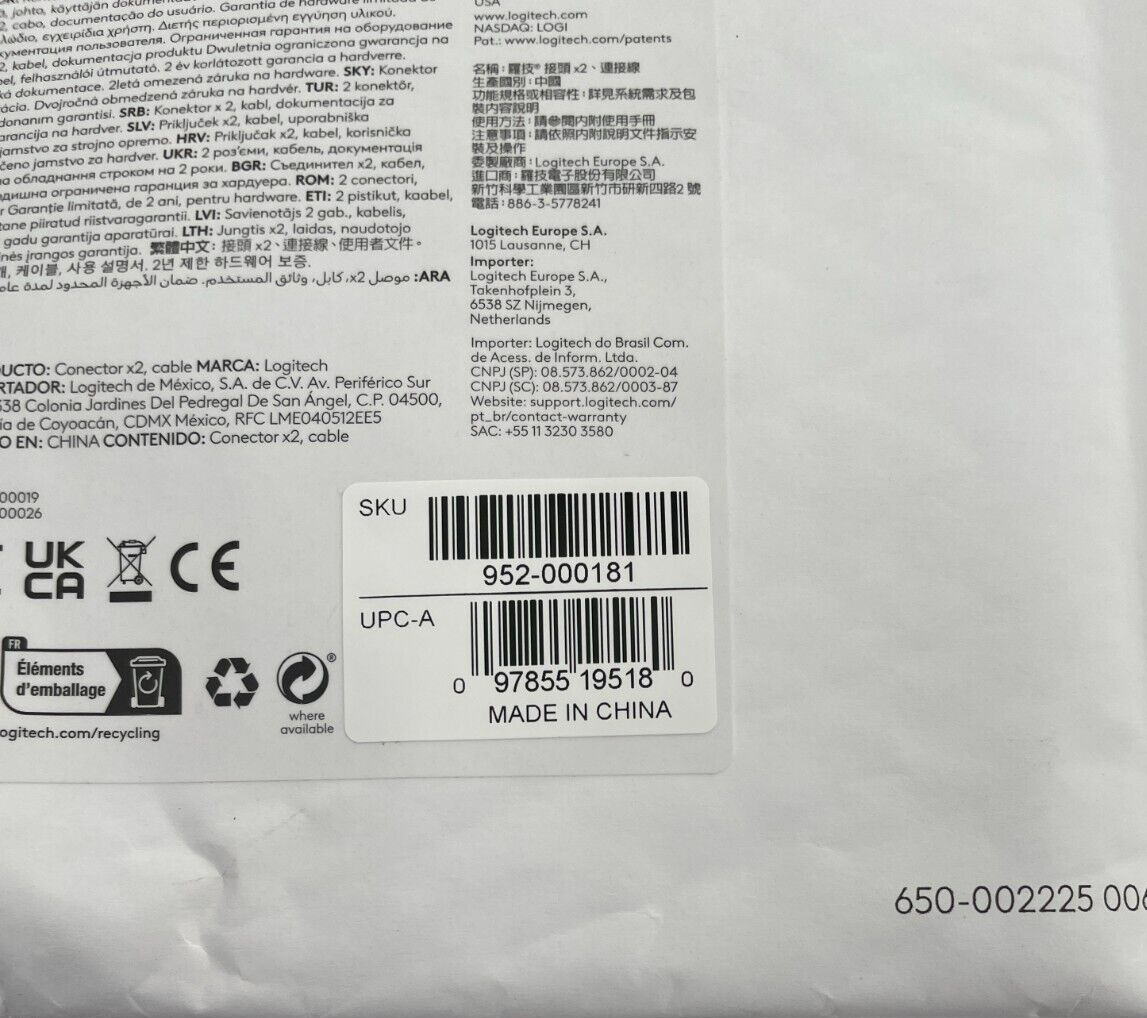 johto, käyttäjän
2, cabo, documentação do usuário. Garantia de hardware limitada de
εγχειρίδια χρήστη. Διετής περιορισμένη εγγύηση υλικού.
пользователя. Ограниченная гарантия на оборудование
2, kabel, dokumentacja produktu Dwuletnia ograniczona gwarancja na
felhasználói útmutató. 2 év korlátozott garancia a hardverre.
dokumentace. 2letá omezená záruka na hardware. SKY: Konektor
Dvojročná obmedzená záruka na hardvér. TUR: 2 konektör,
donanım garantisi. SRB: Konektor x 2, kabl, dokumentacija za
hardver. SLV: Priključek x2, kabel, uporabniška
jamstvo za strojno opremo. HRV: Priključak x2, kabel, korisnička
jamstvo za hardver. UKR: 2 роз'єми, кабель, документація
обладнання строком на 2 роки. BGR: Съединител x2, кабел,
ограничена гаранция за хардуера. ROM: 2 conectori,
Garanție limitată, de 2 ani, pentru hardware. ETI: 2 pistikut, kaabel,
riistvaragarantii. LVI: Savienotājs 2 gab., kabelis,
gadu garantija aparatūrai. LTH: Jungtis x2, laidas, naudotojo
įrangos garantija. 繁體中文: 接頭 x2、連接線、使用者文件。
케이블, 사용 설명서. 2년 제한 하드웨어 보증.
ARA: موصل x2، كابل، وثائق المستخدم. ضمان الأجهزة المحدود لمدة
UCTO: Conector x2, cable MARCA: Logitech
RTADOR: Logitech de México, S.A. de C.V. Av. Periférico Sur
338 Colonia Jardines Del Pedregal De San Ángel, C.P. 04500,
ía de Coyoacán, CDMX México, RFC LME040512EE5
O EN: CHINA CONTENIDO: Conector x2, cable
00019
00026
UK
CA
CE
FR
Éléments
d'emballage
ogitech.com/recycling
®
where
available
USA
www.logitech.com
NASDAQ: LOGI
Pat.: www.logitech.com/patents
名稱：羅技® 接頭 x2、連接線
生產國別：中國
功能規格或相容性：詳見系統需求及包
裝內容說明
使用方法：請參閱內附使用手冊
注意事項：請依照內附說明文件指示安
裝及操作
委製廠商：Logitech Europe S.A.
進口商：羅技電子股份有限公司
新竹科學工業園區新竹市研新四路2 號
電話：886-3-5778241
Logitech Europe S.A.
1015 Lausanne, CH
Importer:
Logitech Europe S.A.,
Takenhofplein 3,
6538 SZ Nijmegen,
Netherlands
Importer: Logitech do Brasil Com.
de Acess. de Inform. Ltda.
CNPJ (SP): 08.573.862/0002-04
CNPJ (SC): 08.573.862/0003-87
Website: support.logitech.com/
pt_br/contact-warranty
SAC: +55 11 3230 3580
SKU
952-000181
UPC-A
0 97855 19518 0
MADE IN CHINA
650-002225 006